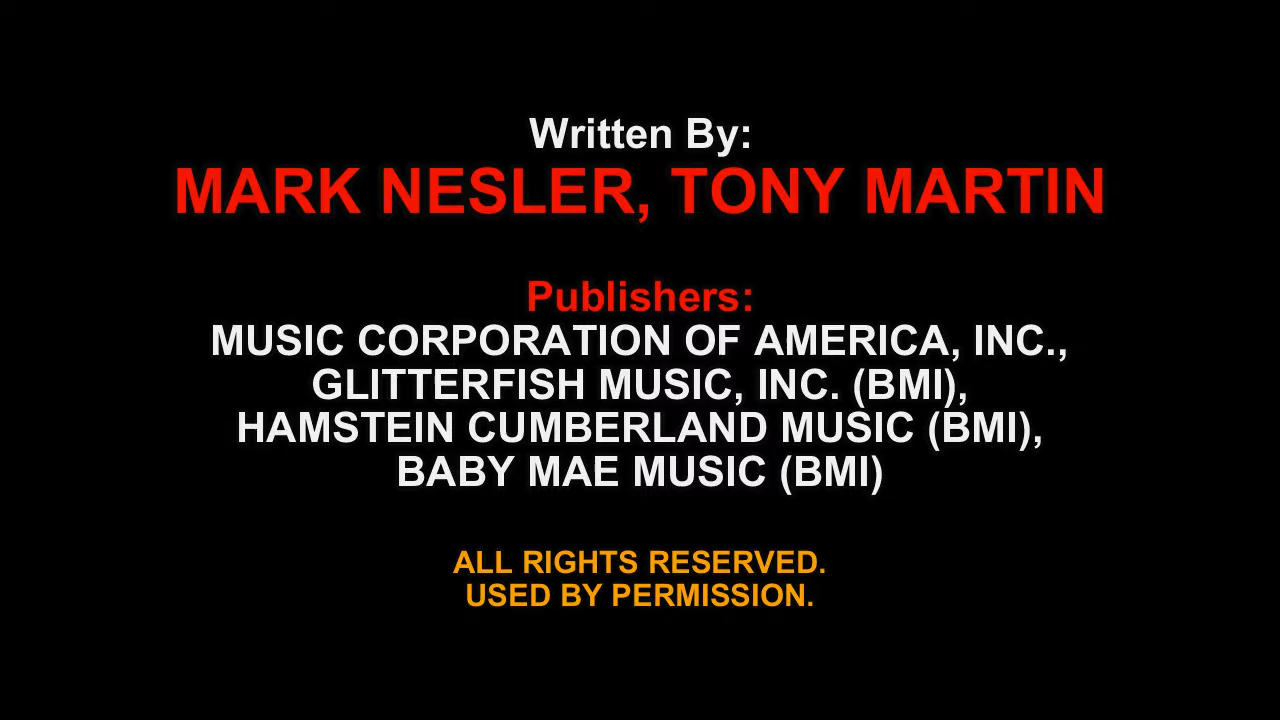 Written By:
MARK NESLER, TONY MARTIN
Publishers:
MUSIC CORPORATION OF AMERICA, INC.,
GLITTERFISH MUSIC, INC. (BMI),
HAMSTEIN CUMBERLAND MUSIC (BMI),
BABY MAE MUSIC (BMI)
ALL RIGHTS RESERVED.
USED BY PERMISSION.